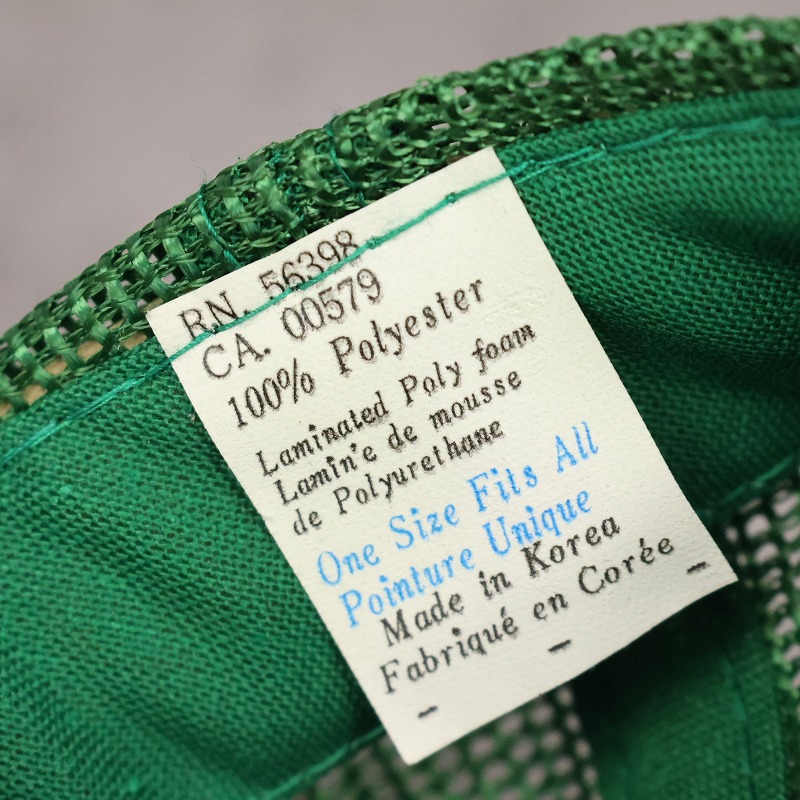 RN. 56398
CA. 00579
100% Polyester
Laminated Poly foam
Lamin'e de mousse
de Polyurethane
One Size Fits All
Pointure Unique
Made in Korea
Fabriqué en Corée